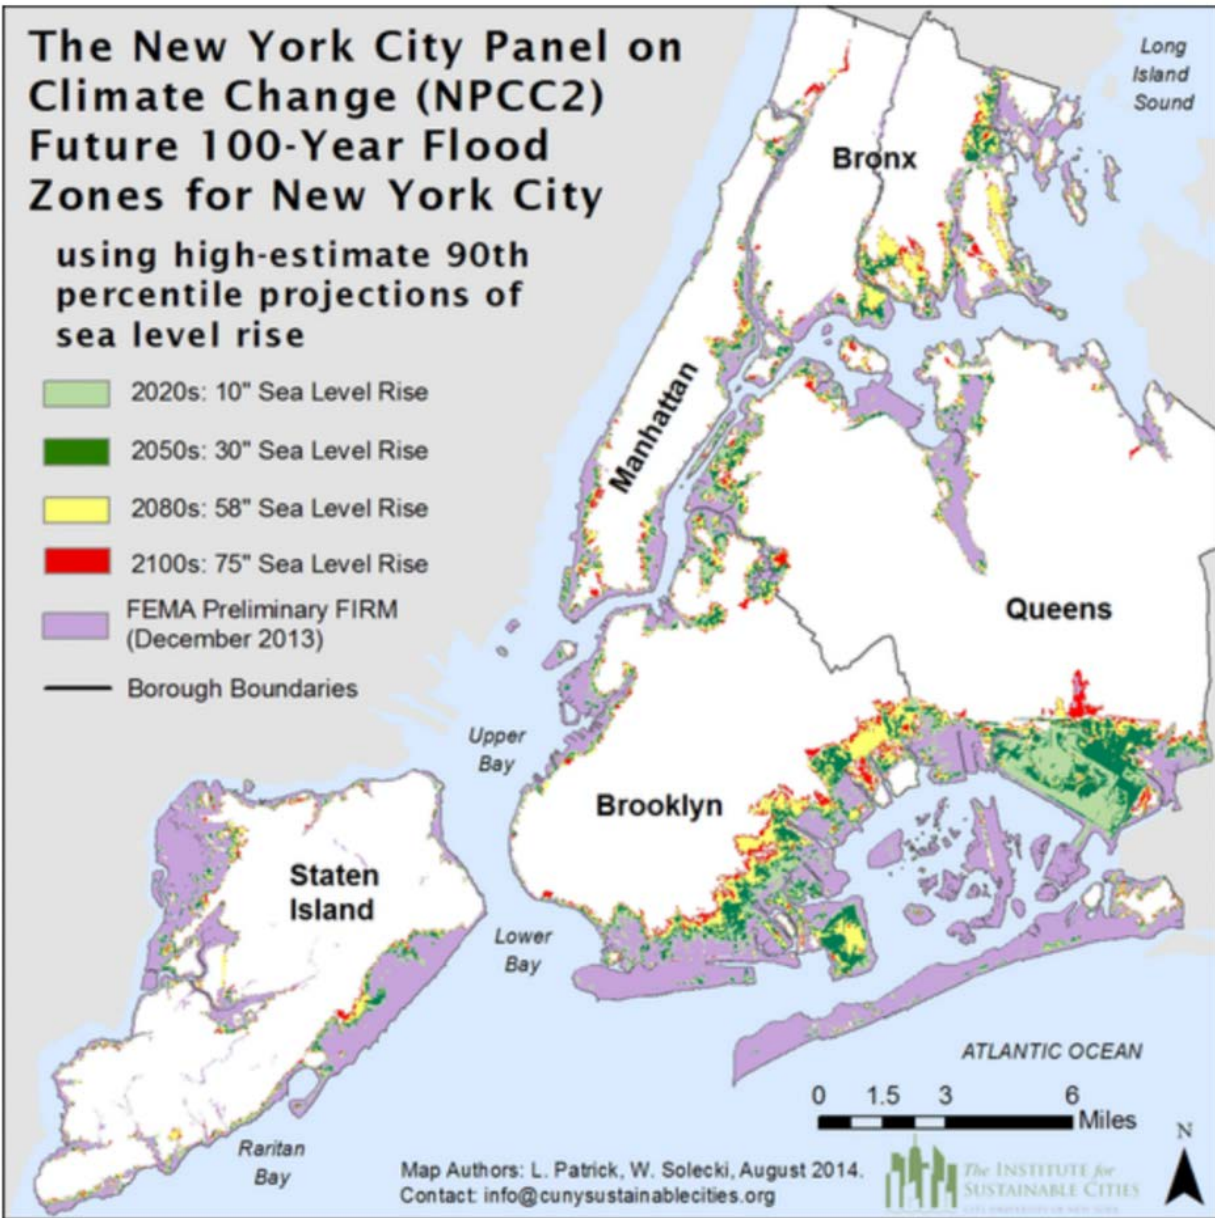 The New York City Panel on
Climate Change (NPCC2)
Future 100-Year Flood
Zones for New York City
using high-estimate 90th
percentile projections of
sea level rise
2020s: 10" Sea Level Rise
2050s: 30" Sea Level Rise
2080s: 58" Sea Level Rise
2100s: 75" Sea Level Rise
FEMA Preliminary FIRM
(December 2013)
Borough Boundaries
Long
Island
Sound
Bronx
Manhattan
Queens
Upper
Bay
Brooklyn
Staten
Island
Lower
Bay
ATLANTIC OCEAN
0 1.5 3 6
Miles
Raritan
Bay
N
Map Authors: L. Patrick, W. Solecki, August 2014.
Contact: info@cunysustainablecities.org
The INSTITUTE for
SUSTAINABLE CITIES